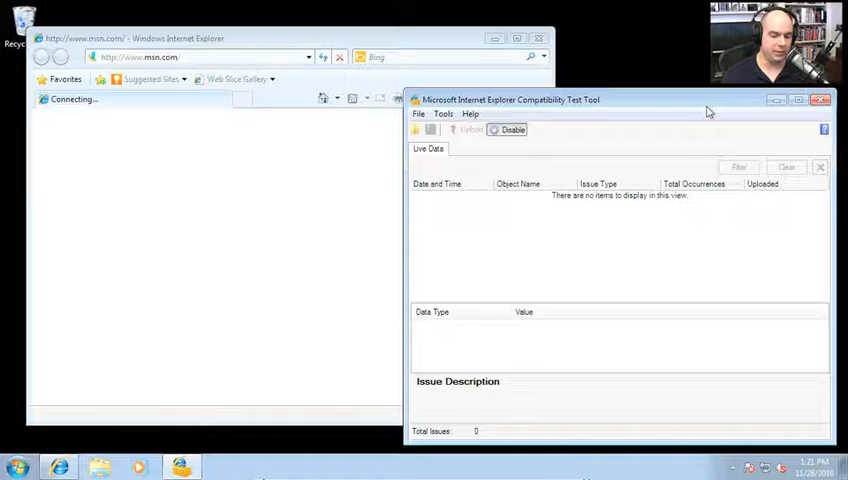 Recyc
http://www.msn.com/ - Windows Internet Explorer
http://www.msn.com/
Bing
Favorites
Suggested Sites
Web Slice Gallery
Connecting...
Microsoft Internet Explorer Compatibility Test Tool
File Tools Help
Upload Disable
Live Data
Filter Clear
Date and Time Object Name Issue Type Total Occurrences Uploaded
There are no items to display in this view.
Data Type Value
Issue Description
Total Issues: 0
1:21 PM
11/28/2010